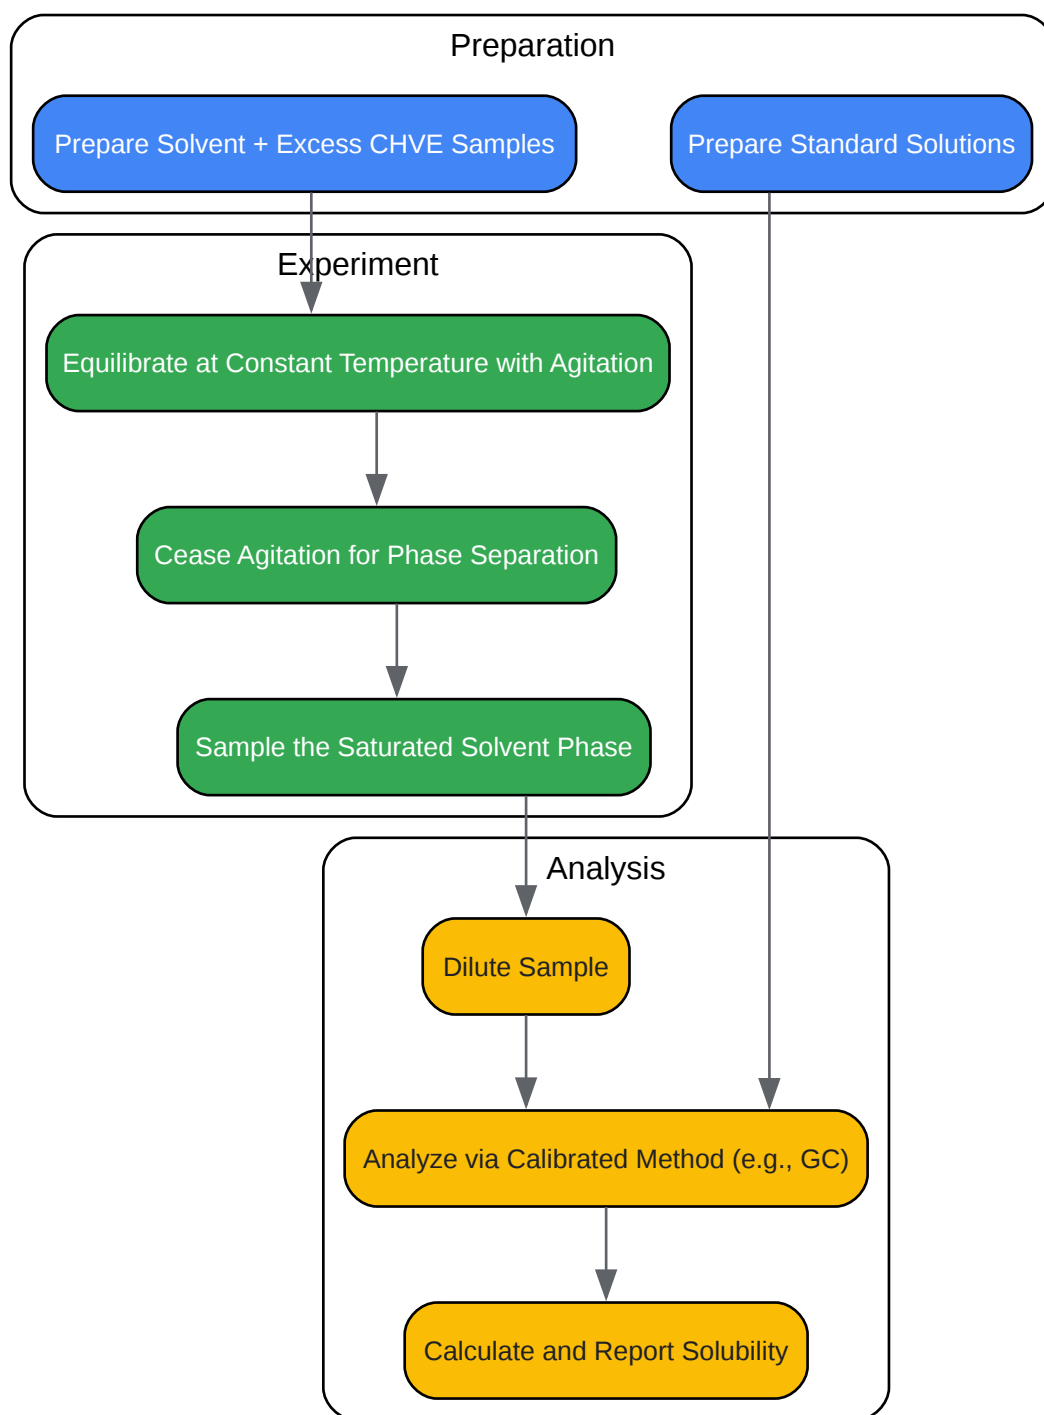 Preparation
Prepare Solvent + Excess CHVE Samples
Prepare Standard Solutions
Experiment
Equilibrate at Constant Temperature with Agitation
Cease Agitation for Phase Separation
Sample the Saturated Solvent Phase
Analysis
Dilute Sample
Analyze via Calibrated Method (e.g., GC)
Calculate and Report Solubility